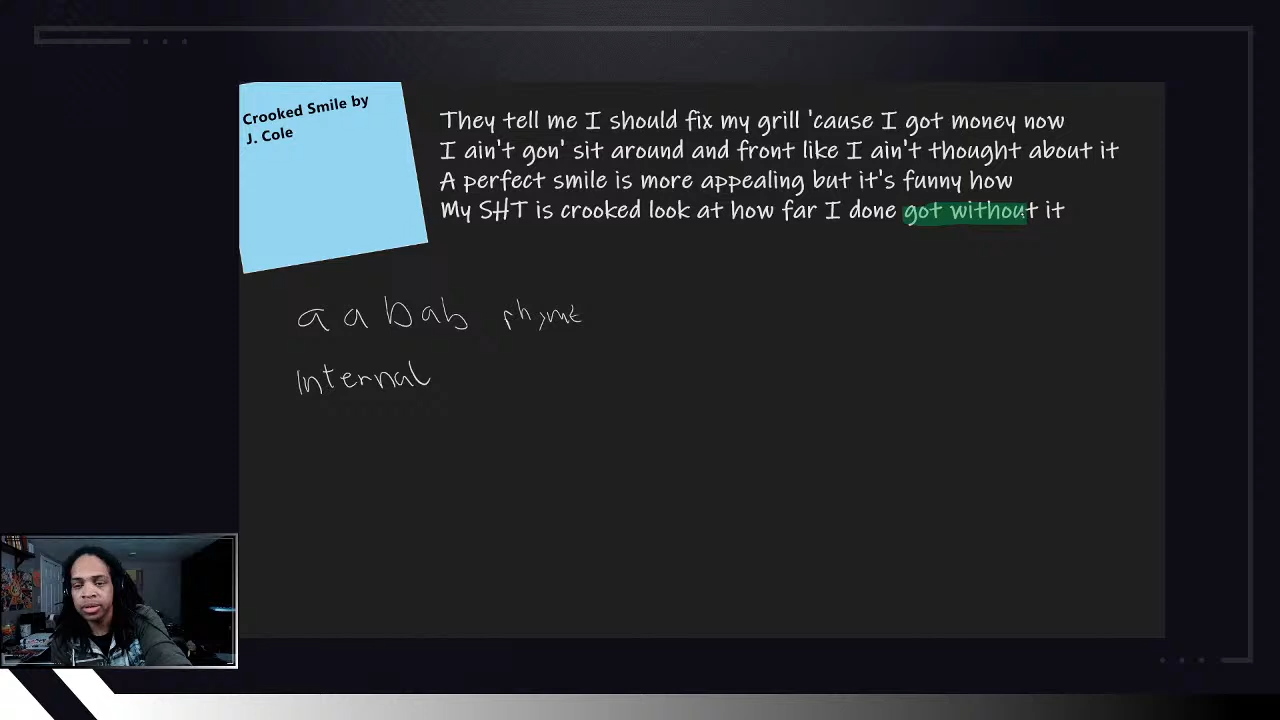 Crooked Smile by
J. Cole
They tell me I should fix my grill 'cause I got money now
I ain't gon' sit around and front like I ain't thought about it
A perfect smile is more appealing but it's funny how
My SHT is crooked look at how far I done got without it
a a b a b rhyme
Internal